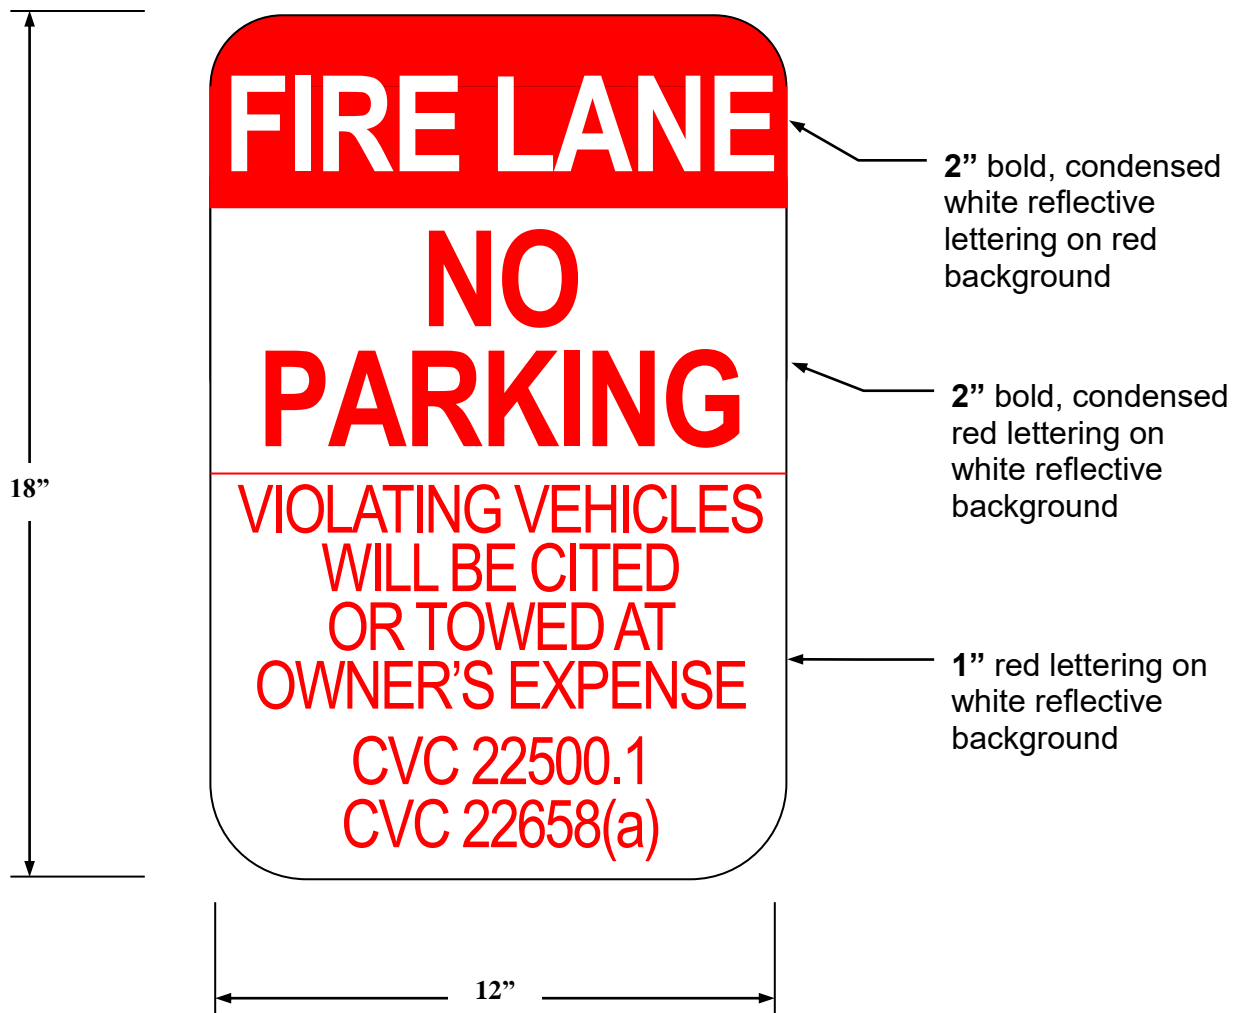 FIRE LANE
NO
PARKING
VIOLATING VEHICLES
WILL BE CITED
OR TOWED AT
OWNER’S EXPENSE
CVC 22500.1
CVC 22658(a)
2” bold, condensed
white reflective
lettering on red
background
2” bold, condensed
red lettering on
white reflective
background
1” red lettering on
white reflective
background
18”
12”